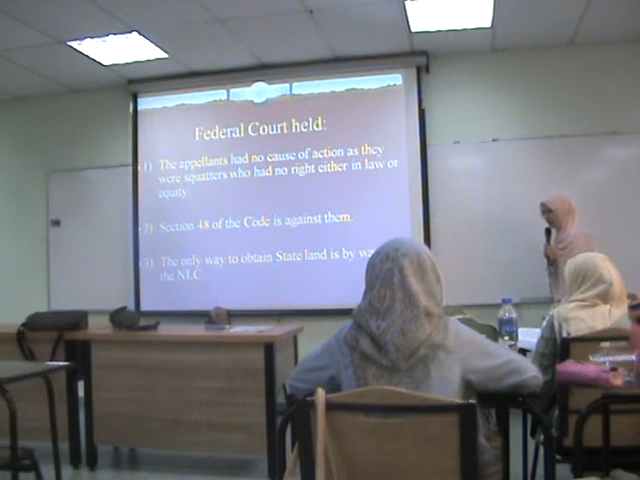 Federal Court held:
1) The appellants had no cause of action as they
were squatters who had no right either in law or
equity.
2) Section 48 of the Code is against them.
3) The only way to obtain State land is by
the NLC